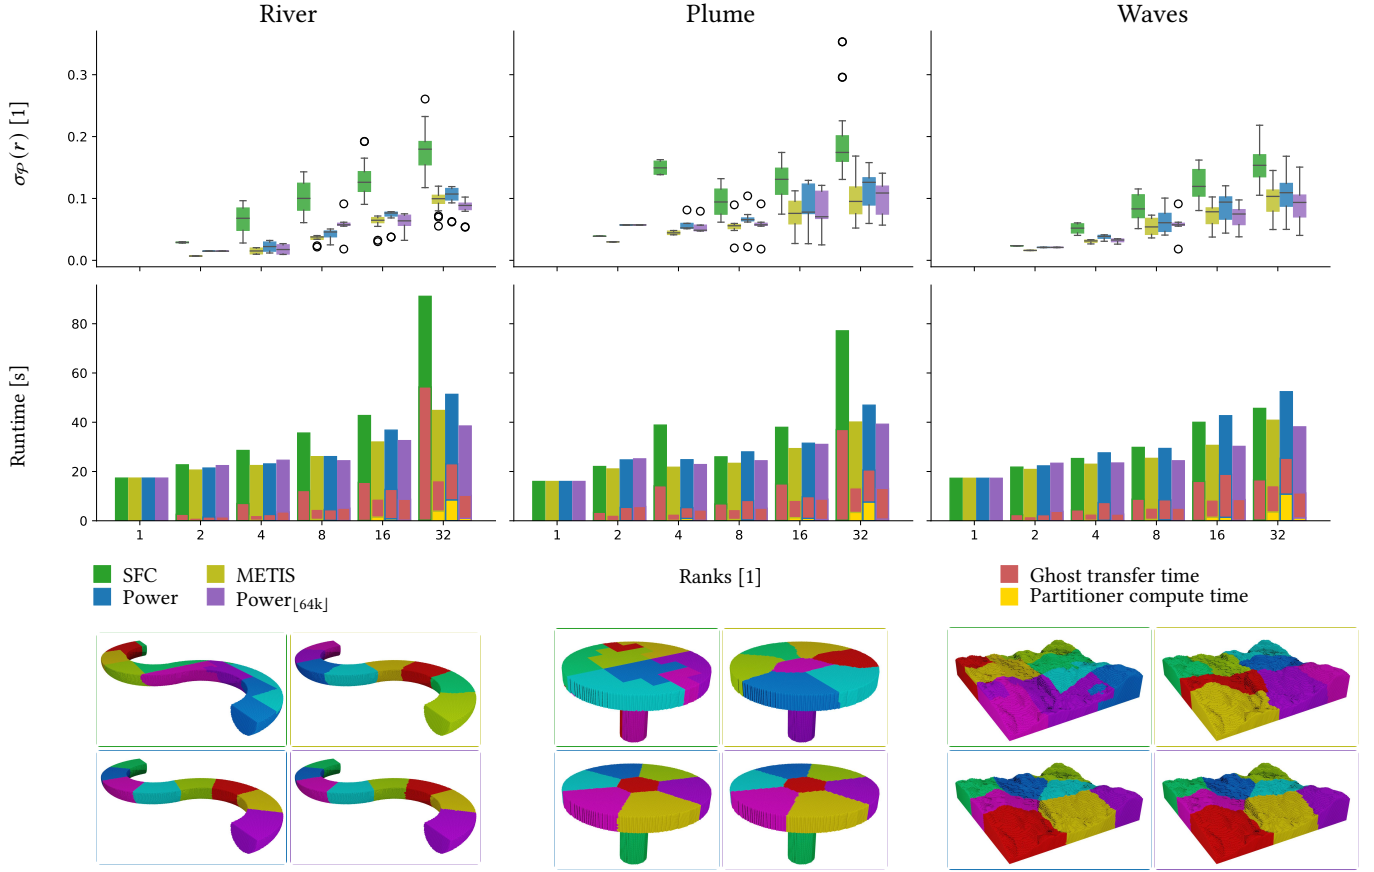 River Plume Waves
σ𝒫(r) [1]
0.3
0.2
0.1
0.0
Runtime [s]
80
60
40
20
0
1 2 4 8 16 32 1 2 4 8 16 32 1 2 4 8 16 32
Ranks [1]
SFC METIS
Power Power⌊64k⌋
Ghost transfer time
Partitioner compute time